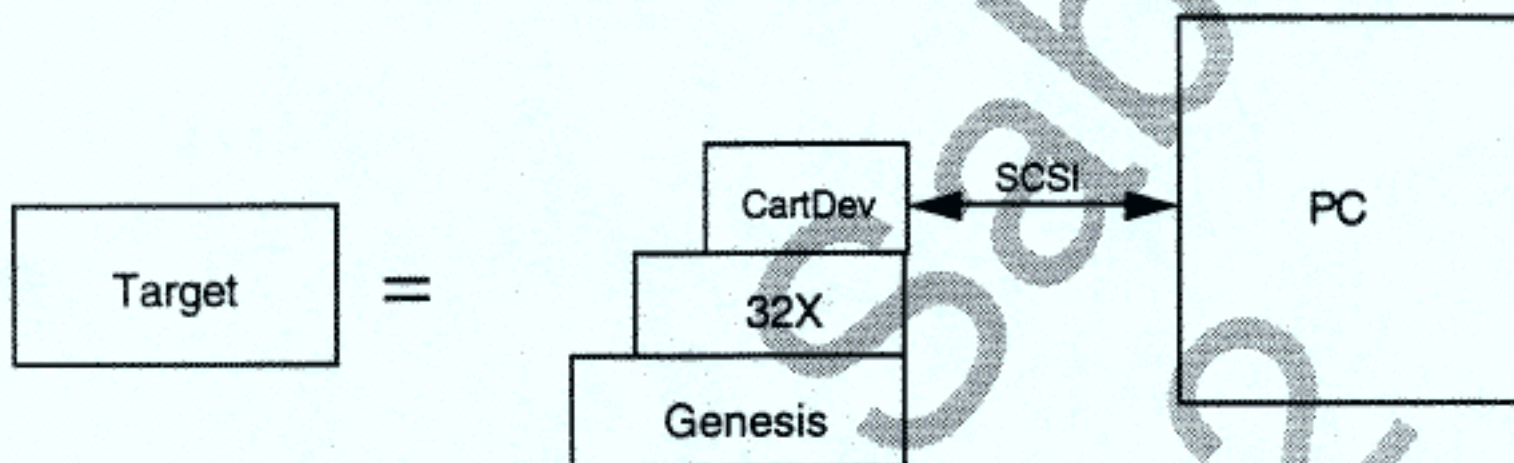 CartDev
SCSI
PC
Target
=
32X
Genesis